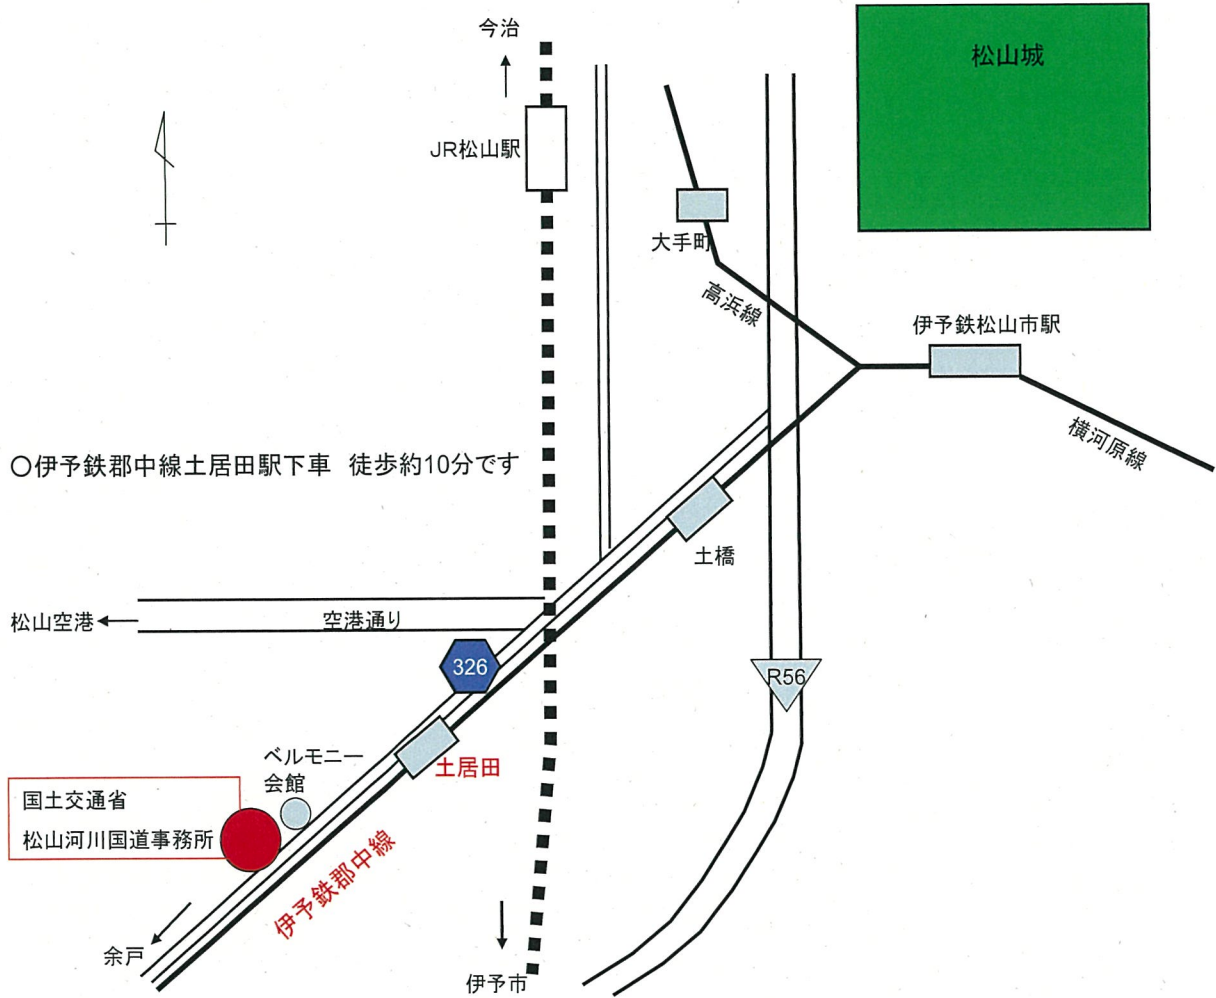 今治
松山城
JR松山駅
大手町
高浜線
伊予鉄松山市駅
横河原線
○伊予鉄郡中線土居田駅下車 徒歩約10分です
土橋
松山空港
空港通り
326
R56
ベルモニー
会館
土居田
国土交通省
松山河川国道事務所
伊予鉄郡中線
余戸
伊予市